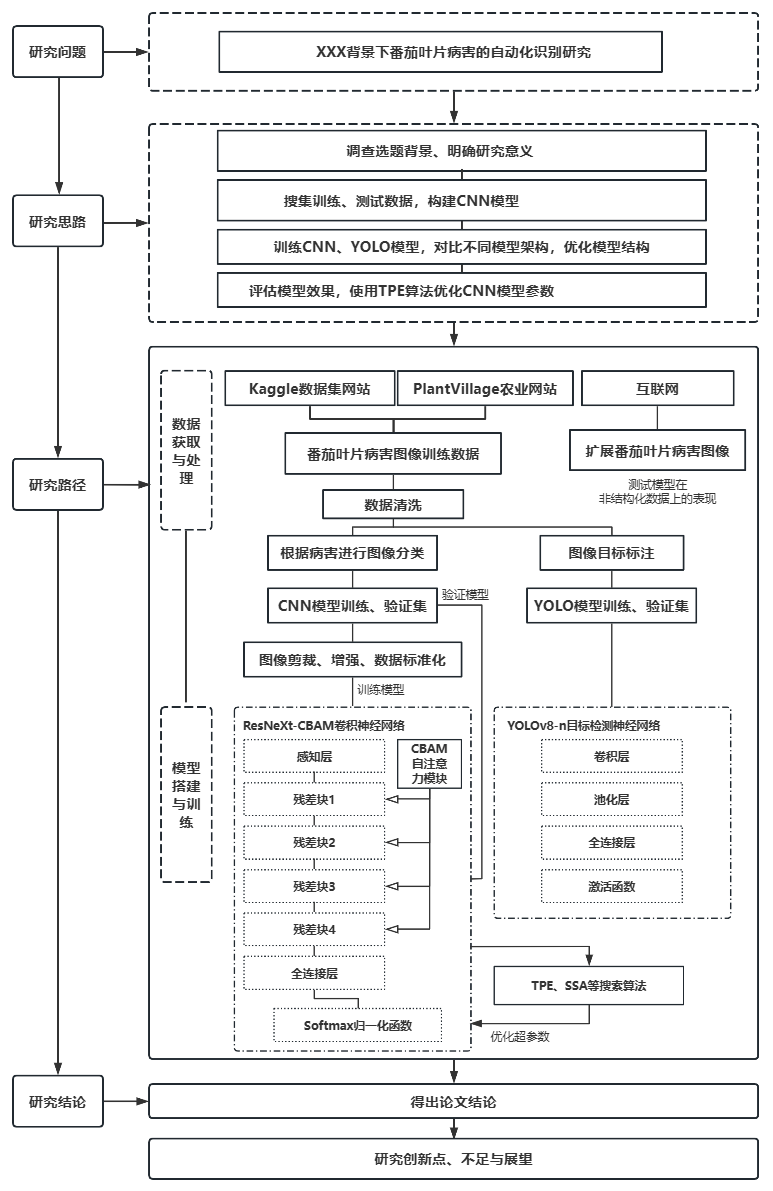 研究问题
XXX背景下番茄叶片病害的自动化识别研究
研究思路
调查选题背景、明确研究意义
搜集训练、测试数据，构建CNN模型
训练CNN、YOLO模型，对比不同模型架构，优化模型结构
评估模型效果，使用TPE算法优化CNN模型参数
研究路径
数据
获取
与处
理
Kaggle数据集网站
PlantVillage农业网站
互联网
番茄叶片病害图像训练数据
扩展番茄叶片病害图像
测试模型在
非结构化数据上的表现
数据清洗
根据病害进行图像分类
图像目标标注
CNN模型训练、验证集
验证模型
YOLO模型训练、验证集
图像剪裁、增强、数据标准化
训练模型
模型
搭建
与训
练
ResNeXt-CBAM卷积神经网络
感知层
CBAM
自注意
力模块
残差块1
残差块2
残差块3
残差块4
全连接层
Softmax归一化函数
YOLOv8-n目标检测神经网络
卷积层
池化层
全连接层
激活函数
TPE、SSA等搜索算法
优化超参数
研究结论
得出论文结论
研究创新点、不足与展望